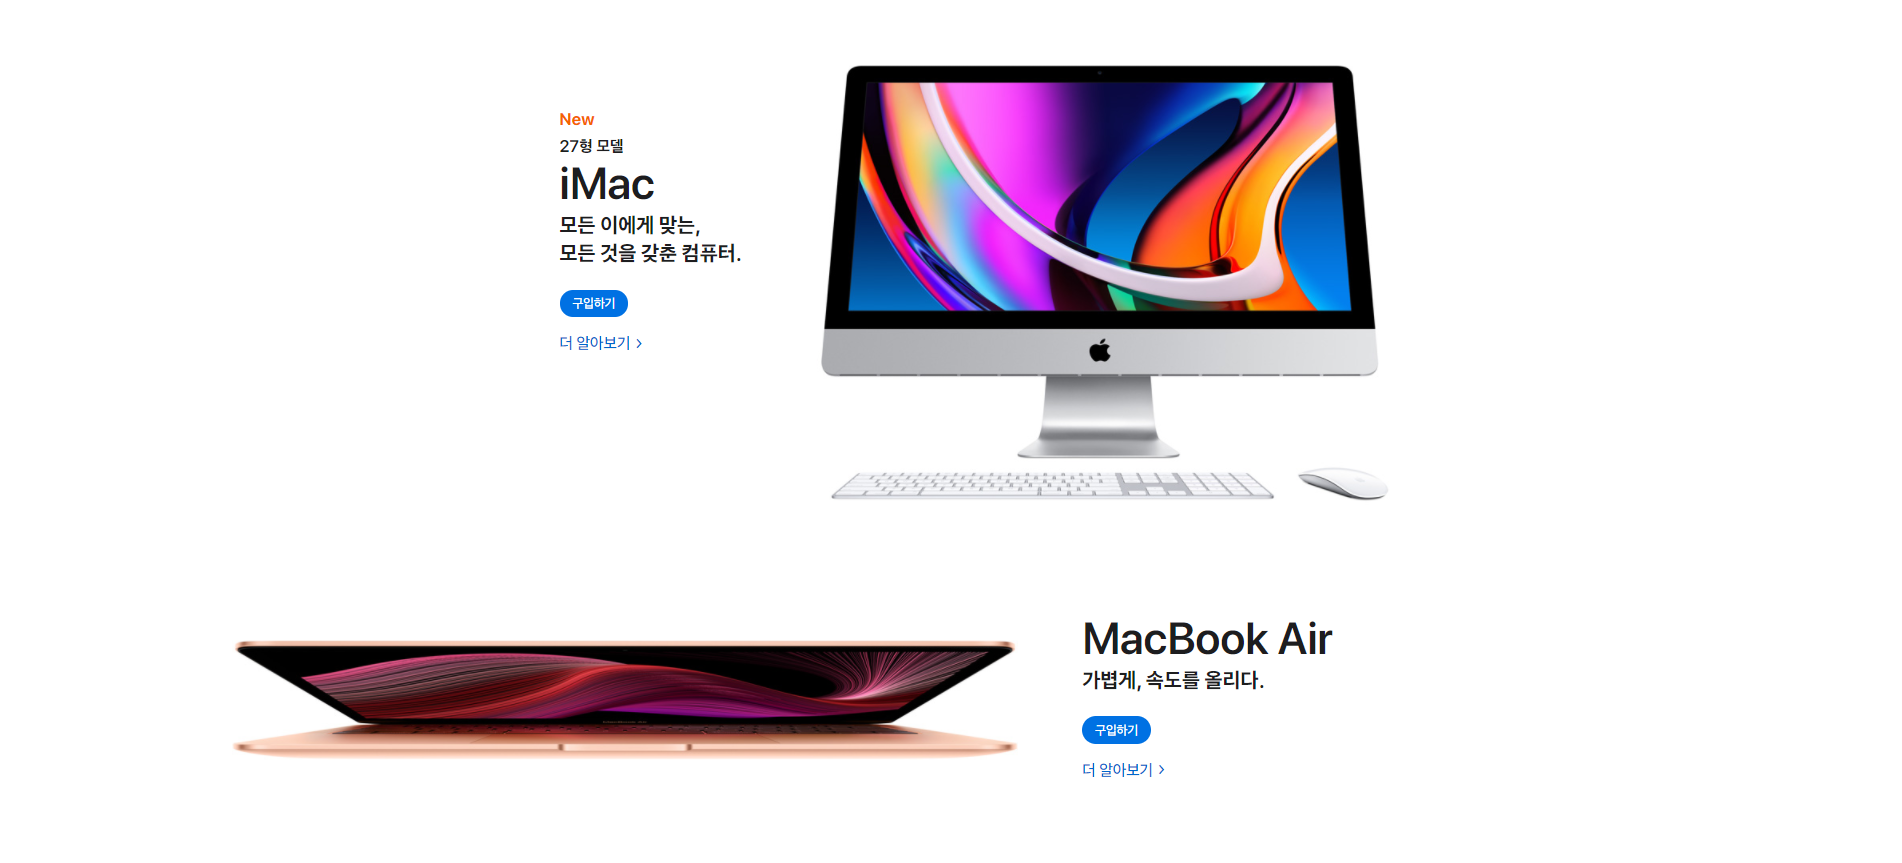 New
27형 모델
iMac
모든 이에게 맞는,
모든 것을 갖춘 컴퓨터.
구입하기
더 알아보기 >
MacBook Air
가볍게, 속도를 올리다.
구입하기
더 알아보기 >